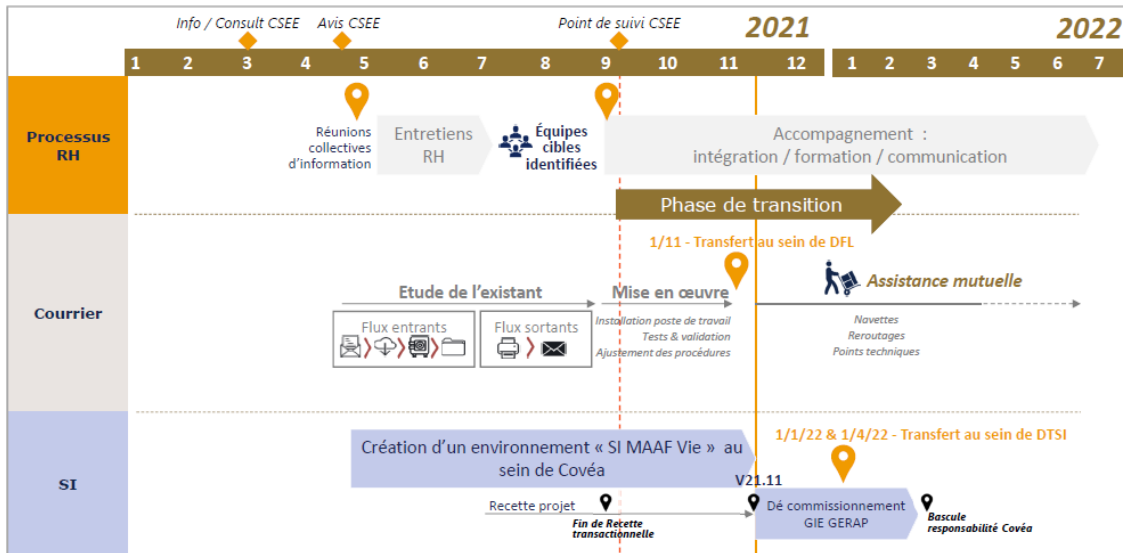 Info / Consult CSEE
Avis CSEE
Point de suivi CSEE
2021
2022
1 2 3 4 5 6 7 8 9 10 11 12 1 2 3 4 5 6 7
Processus
RH
Réunions
collectives
d'information
Entretiens
RH
Équipes
cibles
identifiées
Accompagnement :
intégration / formation / communication
Phase de transition
Courrier
1/11 - Transfert au sein de DFL
Etude de l'existant
Mise en œuvre
Assistance mutuelle
Flux entrants
Flux sortants
Installation poste de travail
Tests & validation
Ajustement des procédures
Navettes
Reroutages
Points techniques
SI
Création d'un environnement « SI MAAF Vie » au
sein de Covéa
1/1/22 & 1/4/22 - Transfert au sein de DTSI
V21.11
Recette projet
Fin de Recette
transactionnelle
Dé commissionnement
GIE GERAP
Bascule
responsabilité Covéa